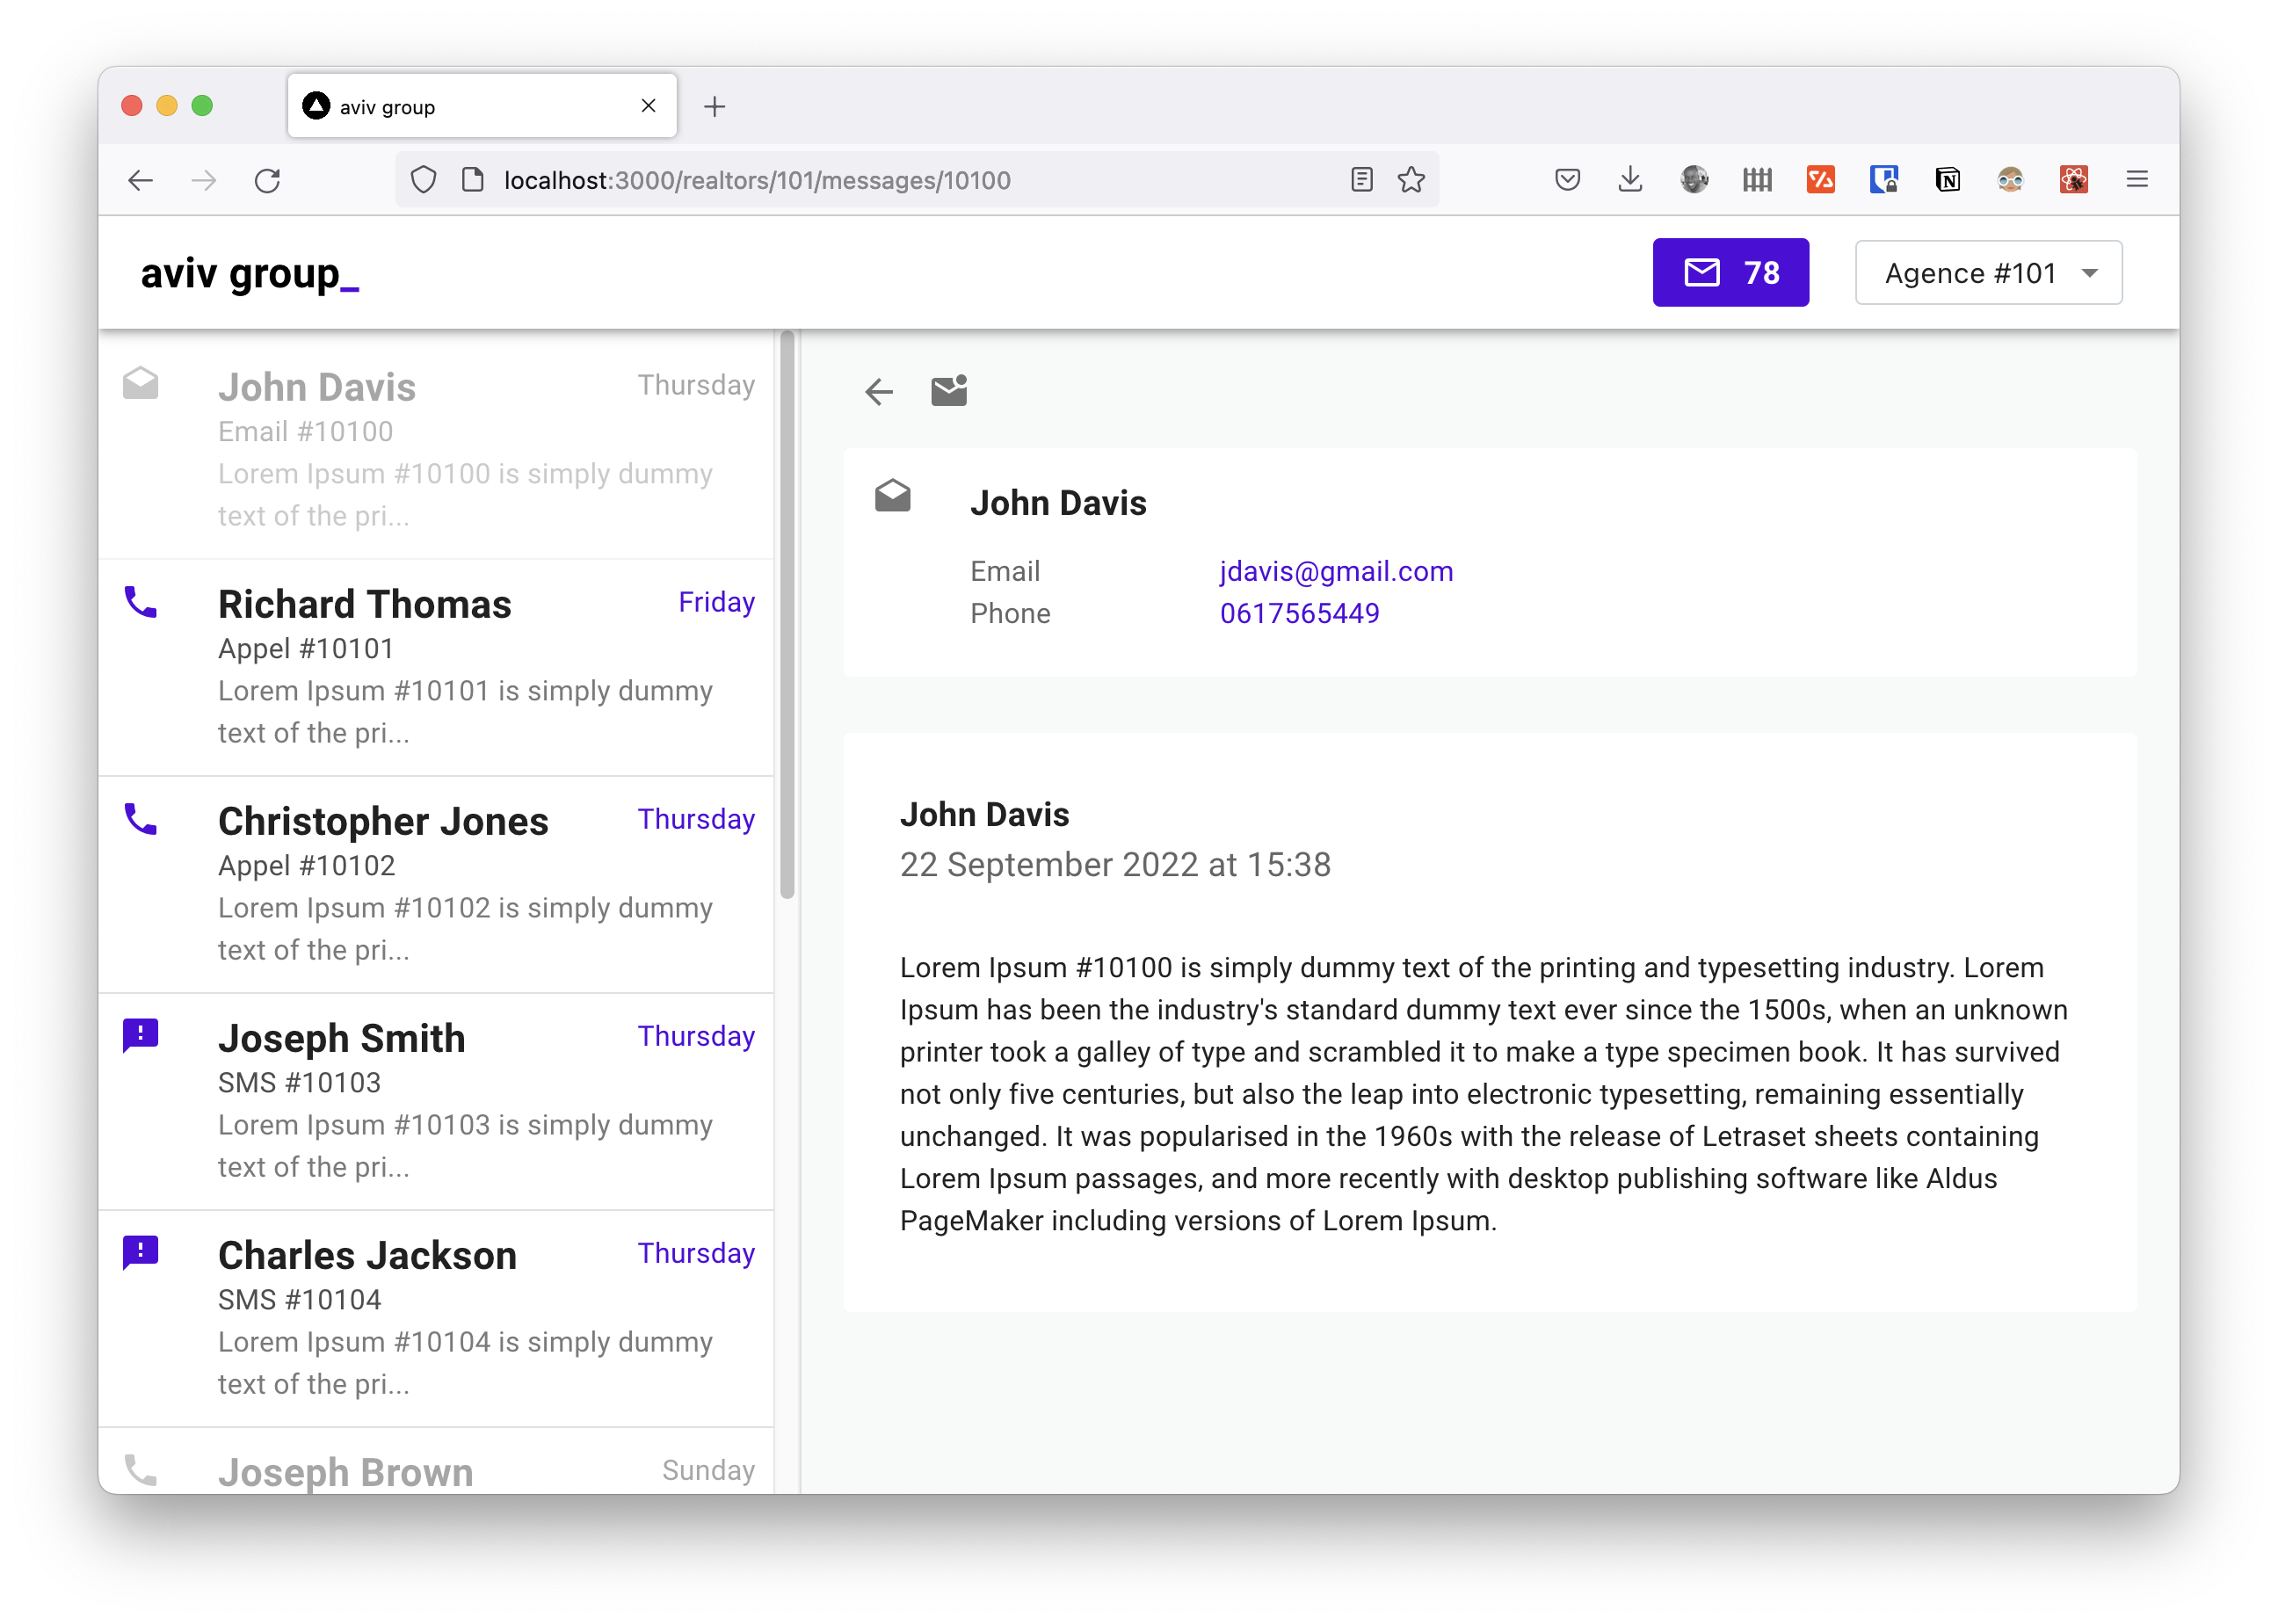 aviv group
localhost:3000/realtors/101/messages/10100
aviv group_
78
Agence #101
John Davis
Thursday
Email #10100
Lorem Ipsum #10100 is simply dummy
text of the pri...
Richard Thomas
Friday
Appel #10101
Lorem Ipsum #10101 is simply dummy
text of the pri...
Christopher Jones
Thursday
Appel #10102
Lorem Ipsum #10102 is simply dummy
text of the pri...
Joseph Smith
Thursday
SMS #10103
Lorem Ipsum #10103 is simply dummy
text of the pri...
Charles Jackson
Thursday
SMS #10104
Lorem Ipsum #10104 is simply dummy
text of the pri...
Joseph Brown
Sunday
John Davis
Email
jdavis@gmail.com
Phone
0617565449
John Davis
22 September 2022 at 15:38
Lorem Ipsum #10100 is simply dummy text of the printing and typesetting industry. Lorem
Ipsum has been the industry's standard dummy text ever since the 1500s, when an unknown
printer took a galley of type and scrambled it to make a type specimen book. It has survived
not only five centuries, but also the leap into electronic typesetting, remaining essentially
unchanged. It was popularised in the 1960s with the release of Letraset sheets containing
Lorem Ipsum passages, and more recently with desktop publishing software like Aldus
PageMaker including versions of Lorem Ipsum.